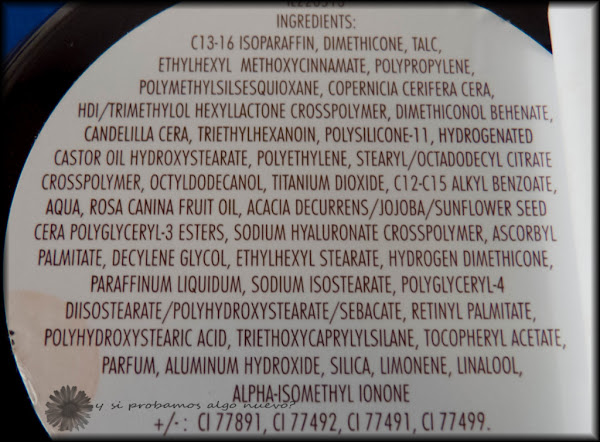 INGREDIENTS:
C13-16 ISOPARAFFIN, DIMETHICONE, TALC,
ETHYLHEXYL METHOXYCINNAMATE, POLYPROPYLENE,
POLYMETHYLSILSESQUIOXANE, COPERNICIA CERIFERA CERA,
HDI/TRIMETHYLOL HEXYLLACTONE CROSSPOLYMER, DIMETHICONOL BEHENATE,
CANDELILLA CERA, TRIETHYLHEXANOIN, POLYSILICONE-11, HYDROGENATED
CASTOR OIL HYDROXYSTEARATE, POLYETHYLENE, STEARYL/OCTADODECYL CITRATE
CROSSPOLYMER, OCTYLDODECANOL, TITANIUM DIOXIDE, C12-C15 ALKYL BENZOATE,
AQUA, ROSA CANINA FRUIT OIL, ACACIA DECURRENS/JOJOBA/SUNFLOWER SEED
CERA POLYGLYCERYL-3 ESTERS, SODIUM HYALURONATE CROSSPOLYMER, ASCORBYL
PALMITATE, DECYLENE GLYCOL, ETHYLHEXYL STEARATE, HYDROGEN DIMETHICONE,
PARAFFINUM LIQUIDUM, SODIUM ISOSTEARATE, POLYGLYCERYL-4
DIISOSTEARATE/POLYHYDROXYSTEARATE/SEBACATE, RETINYL PALMITATE,
POLYHYDROXYSTEARIC ACID, TRIETHOXYCAPRYLYLSILANE, TOCOPHERYL ACETATE,
PARFUM, ALUMINUM HYDROXIDE, SILICA, LIMONENE, LINALOOL,
ALPHA-ISOMETHYL IONONE
+/-: CI 77891, CI 77492, CI 77491, CI 77499.
y si probamos algo nuevo?